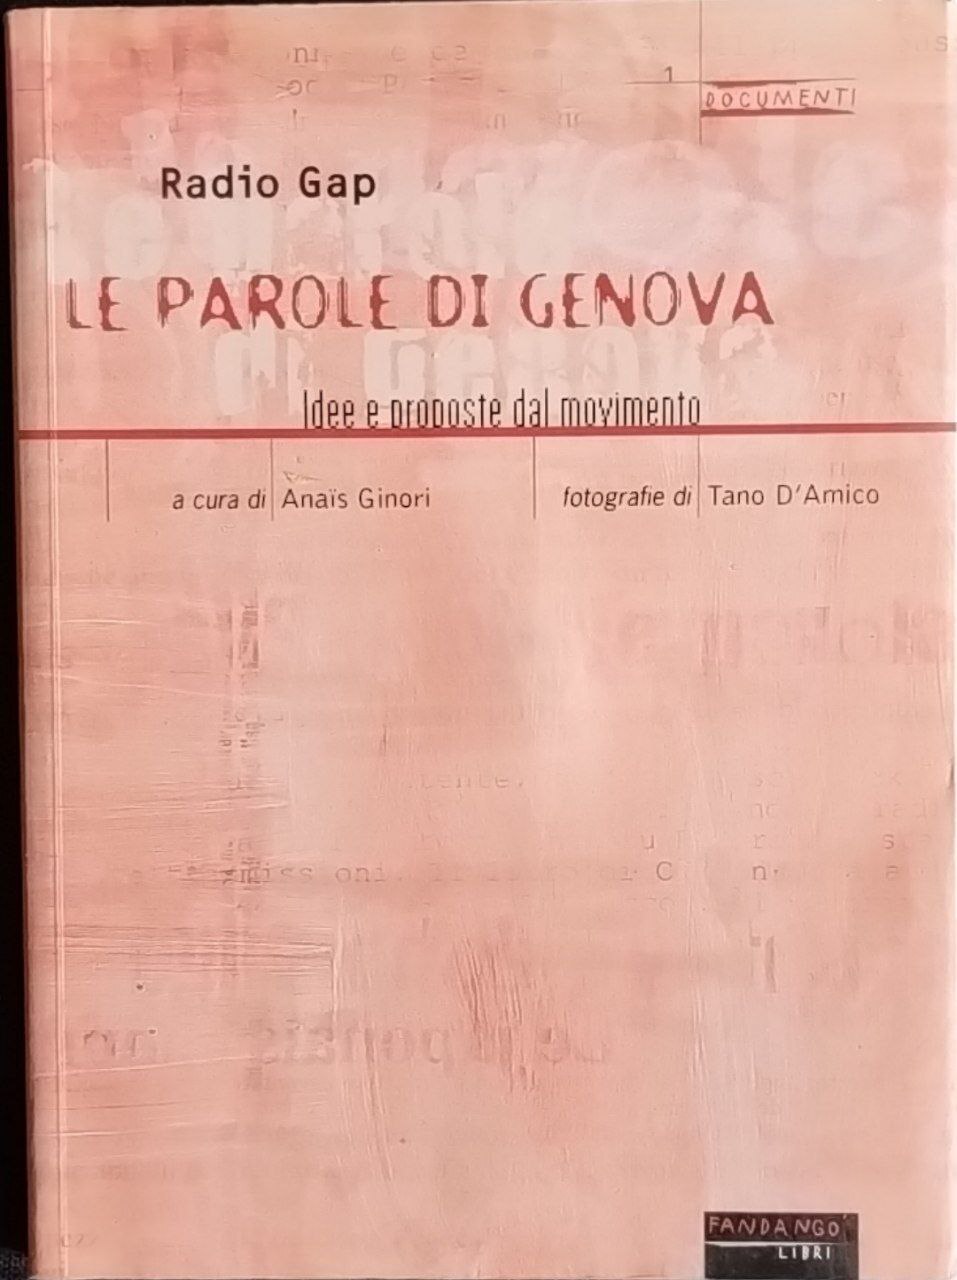 1
DOCUMENTI
Radio Gap
LE PAROLE DI GENOVA
Idee e proposte dal movimento
a cura di Anaïs Ginori
fotografie di Tano D'Amico
FANDANGO
LIBRI